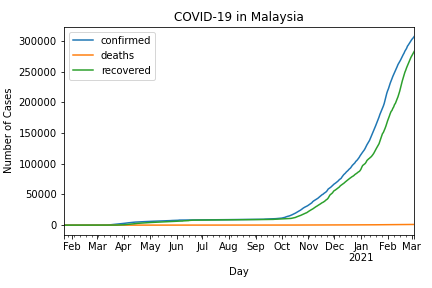 COVID-19 in Malaysia
confirmed
deaths
recovered
Number of Cases
300000
250000
200000
150000
100000
50000
0
Feb Mar Apr May Jun Jul Aug Sep Oct Nov Dec Jan Feb Mar
2021
Day